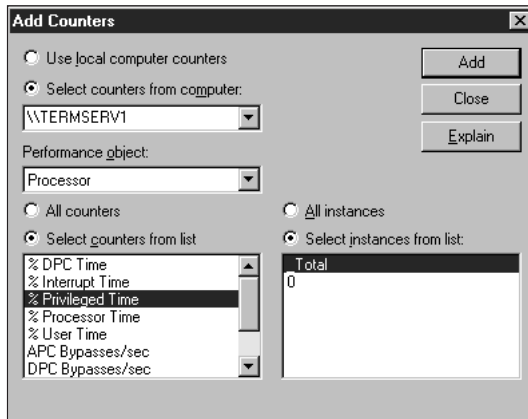 Add Counters
Use local computer counters
Select counters from computer:
\\TERMSERV1
Performance object:
Processor
All counters
Select counters from list
% DPC Time
% Interrupt Time
% Privileged Time
% Processor Time
% User Time
APC Bypasses/sec
DPC Bypasses/sec
All instances
Select instances from list:
_Total
0
Add
Close
Explain